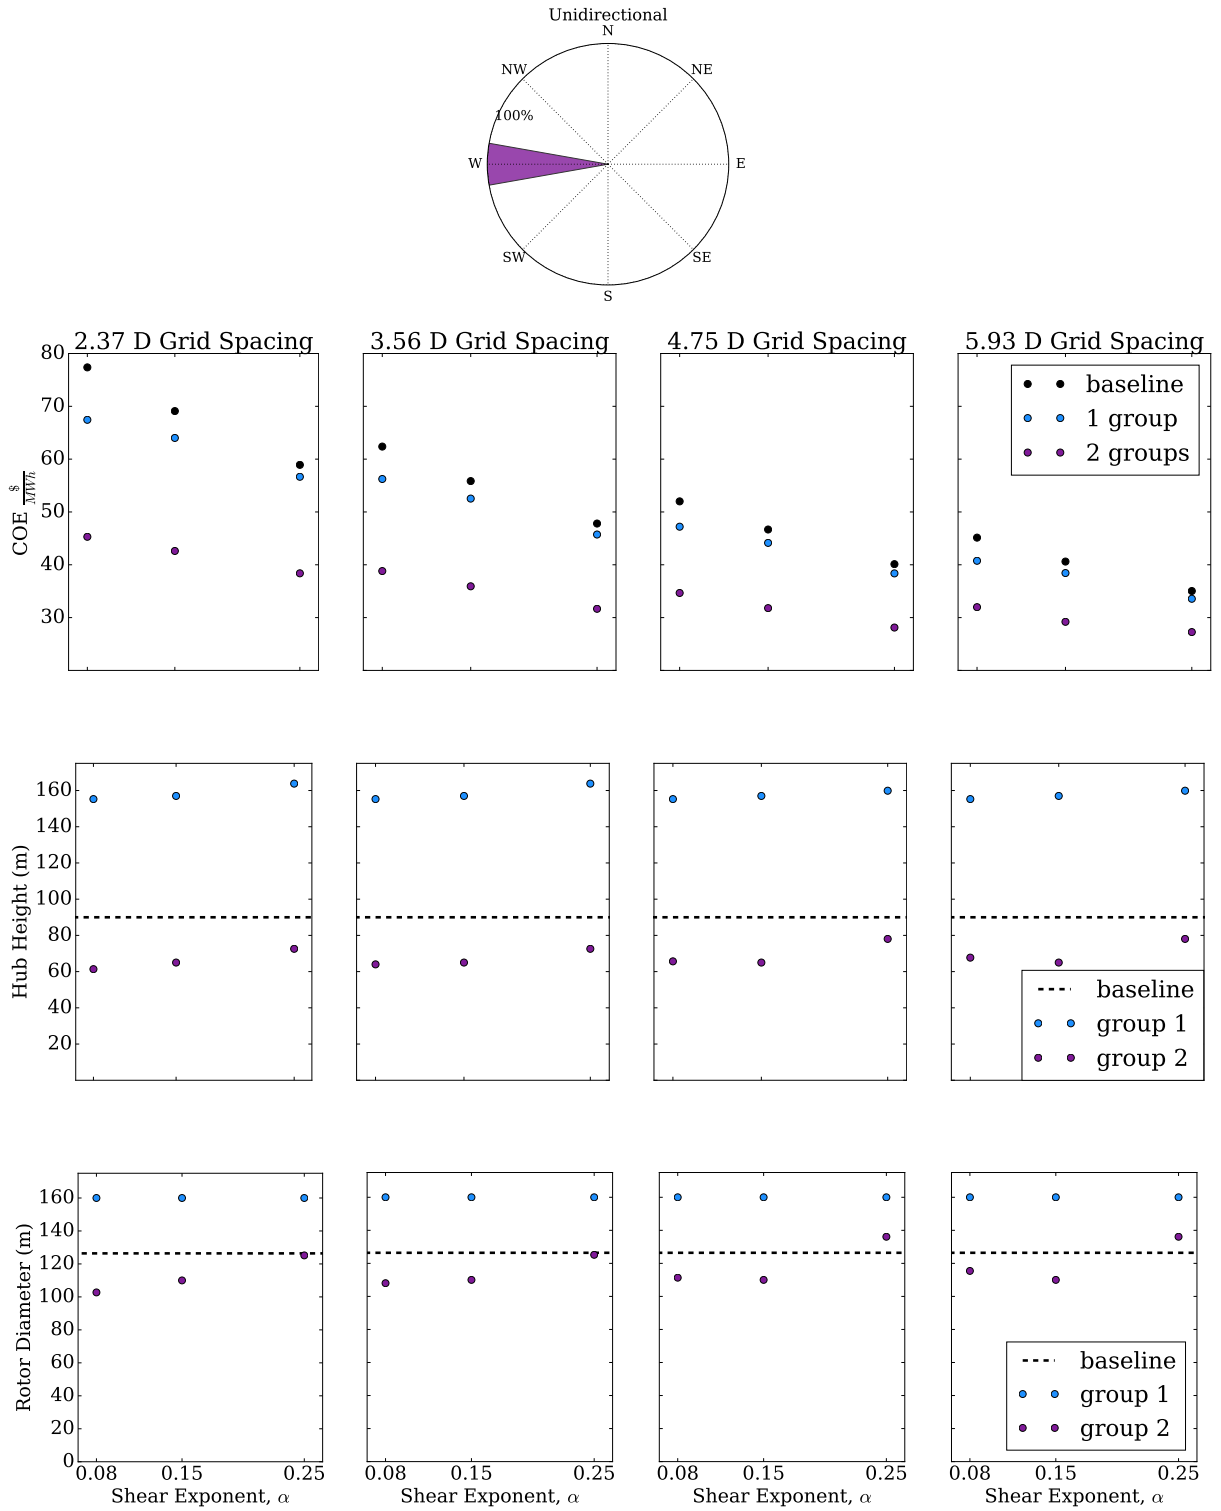 Unidirectional
N
NW
NE
100%
W
E
SW
SE
S
2.37 D Grid Spacing
3.56 D Grid Spacing
4.75 D Grid Spacing
5.93 D Grid Spacing
80
70
60
50
40
30
COE $/MWh
baseline
1 group
2 groups
160
140
120
100
80
60
40
20
Hub Height (m)
baseline
group 1
group 2
160
140
120
100
80
60
40
20
0
Rotor Diameter (m)
baseline
group 1
group 2
0.08 0.15 0.25
0.08 0.15 0.25
0.08 0.15 0.25
0.08 0.15 0.25
Shear Exponent, α
Shear Exponent, α
Shear Exponent, α
Shear Exponent, α